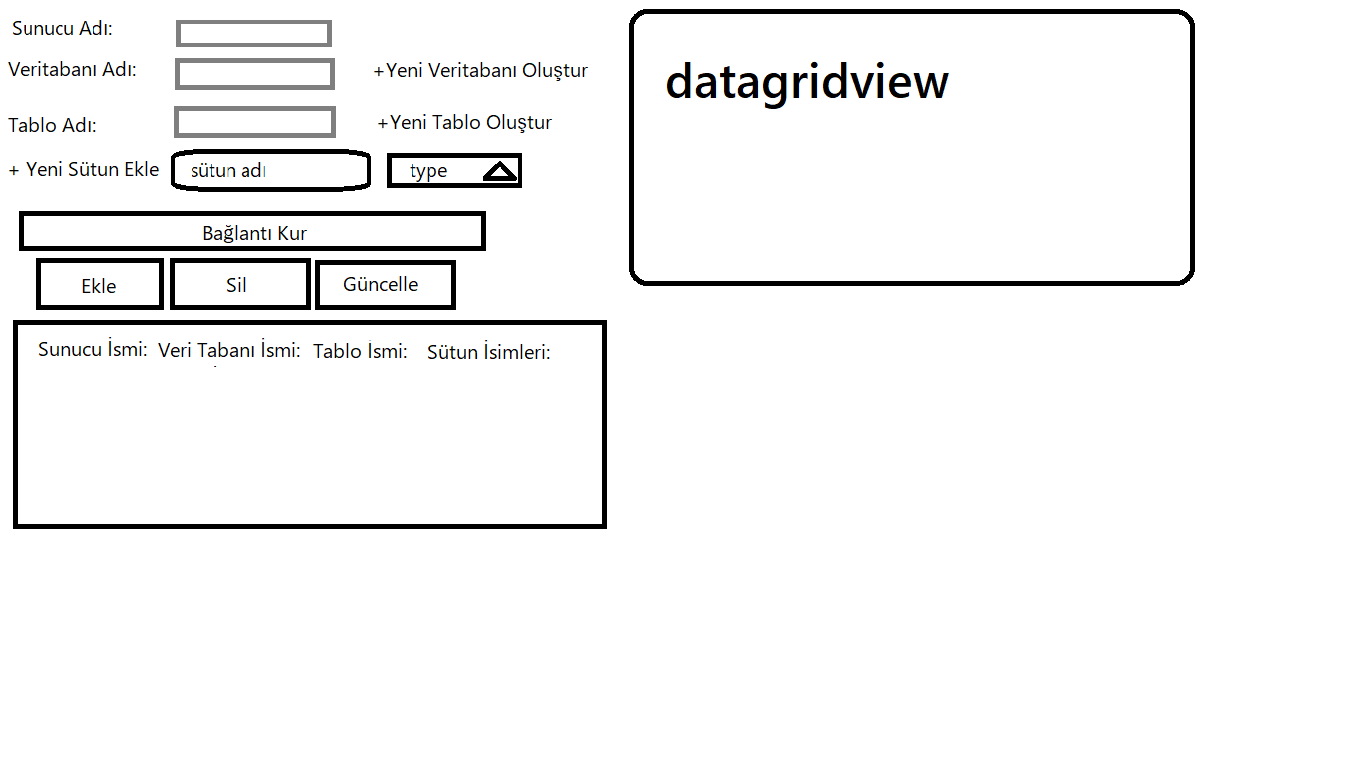 Sunucu Adı:
Veritabanı Adı:
+Yeni Veritabanı Oluştur
Tablo Adı:
+Yeni Tablo Oluştur
+ Yeni Sütun Ekle
sütun adı
type
Bağlantı Kur
Ekle
Sil
Güncelle
Sunucu İsmi:
Veri Tabanı İsmi:
Tablo İsmi:
Sütun İsimleri:
datagridview